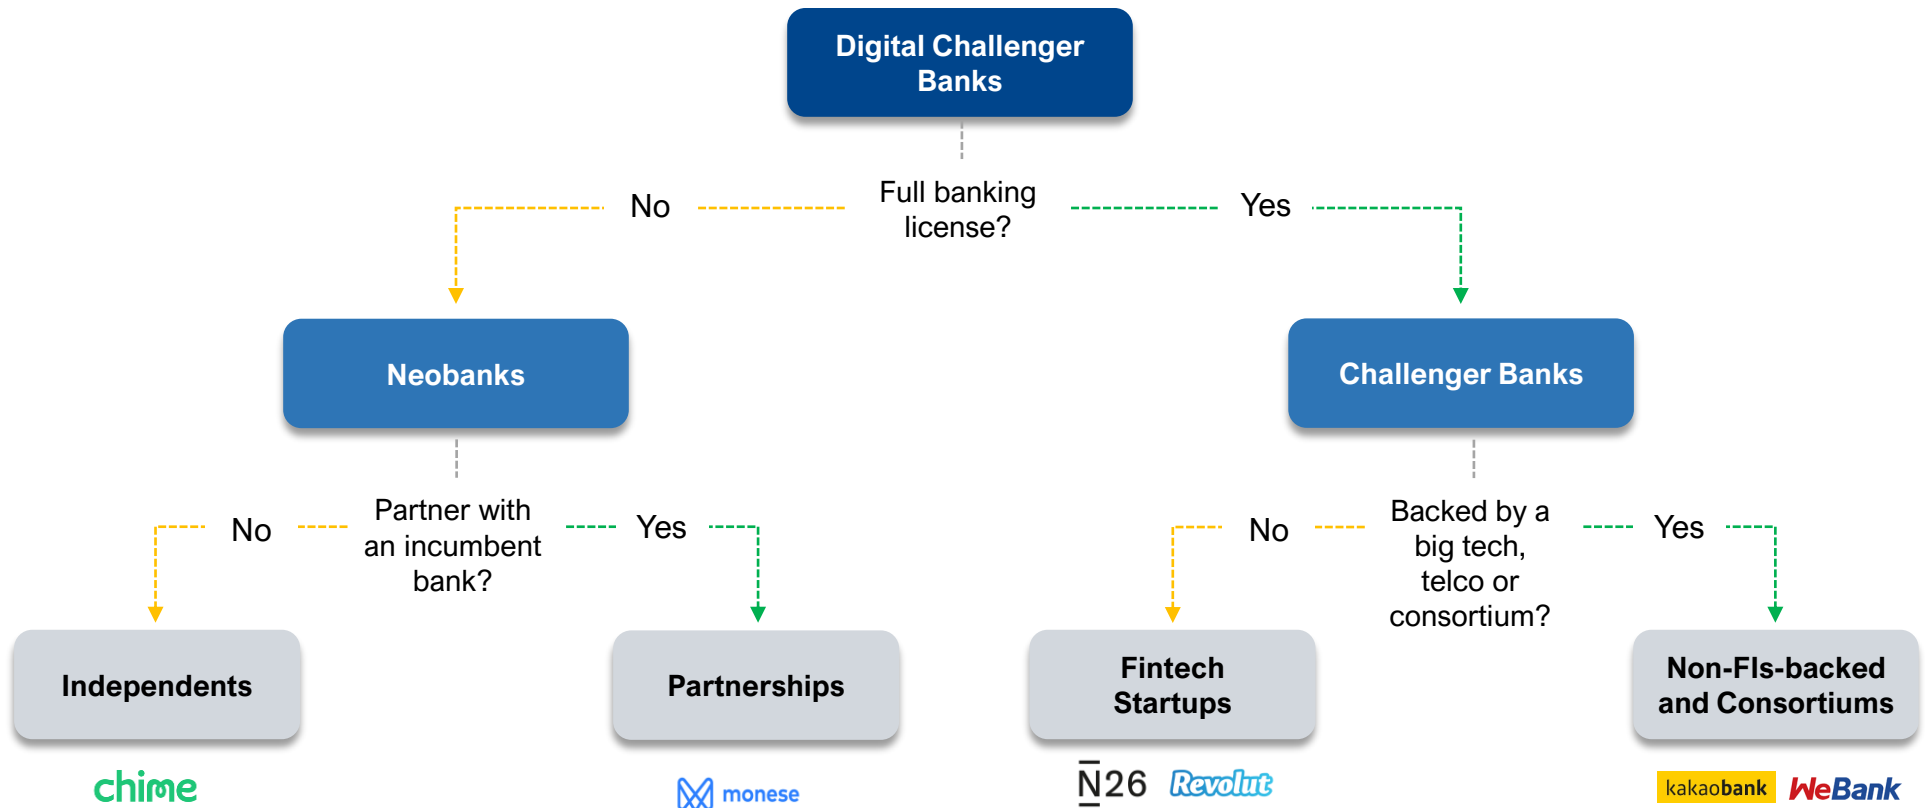 Digital Challenger
Banks
No
Full banking
license?
Yes
Neobanks
Challenger Banks
No
Partner with
an incumbent
bank?
Yes
No
Backed by a
big tech,
telco or
consortium?
Yes
Independents
Partnerships
Fintech
Startups
Non-FIs-backed
and Consortiums
chime
monese
N26
Revolut
kakaobank
WeBank